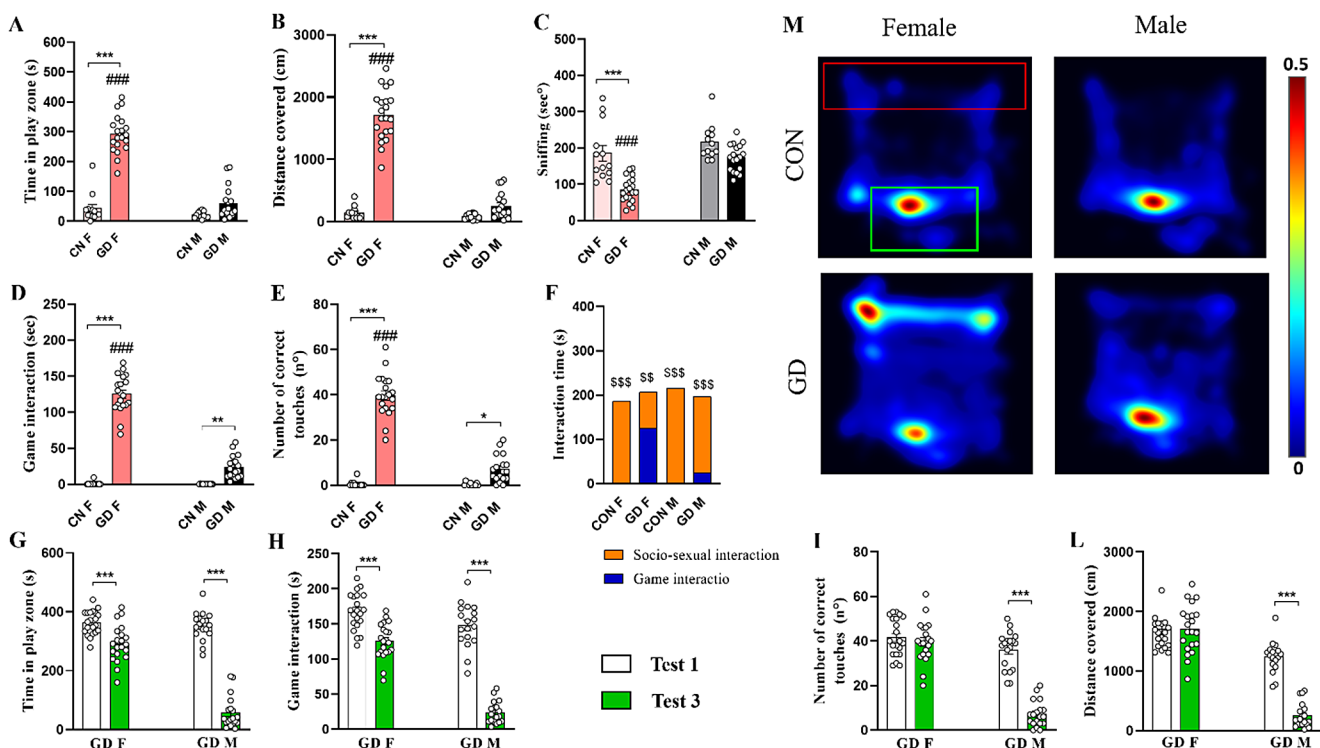 A
Time in play zone (s)
600
500
400
300
200
100
0
***
###
CN F
GD F
CN M
GD M
B
Distance covered (cm)
3000
2000
1000
0
***
###
CN F
GD F
CN M
GD M
C
Sniffing (sec°)
500
400
300
200
100
0
***
###
CN F
GD F
CN M
GD M
M
Female
Male
CON
GD
0.5
0
D
Game interaction (sec)
250
200
150
100
50
0
***
###
**
CN F
GD F
CN M
GD M
E
Number of correct
touches (n°)
80
60
40
20
0
***
###
*
CN F
GD F
CN M
GD M
F
Interaction time (s)
400
300
200
100
0
$$$
$$
$$$
$$$
CON F
GD F
CON M
GD M
Socio-sexual interaction
Game interactio
G
Time in play zone (s)
600
400
200
0
***
***
GD F
GD M
H
Game interaction (s)
250
200
150
100
50
0
***
***
GD F
GD M
Test 1
Test 3
I
Number of correct
touches (n°)
80
60
40
20
0
***
GD F
GD M
L
Distance covered (cm)
3000
2000
1000
0
***
GD F
GD M